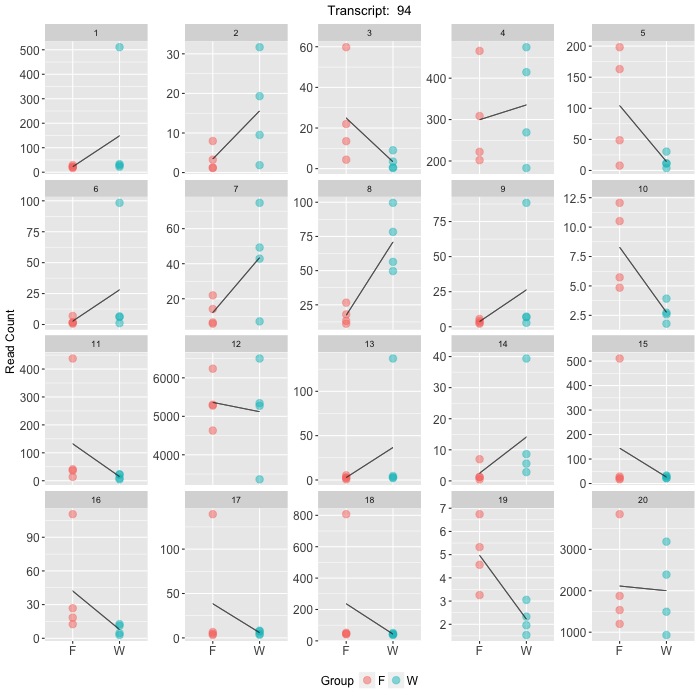 Transcript: 94
1 2 3 4 5
500 400 300 200 100 0
30 20 10 0
60 40 20 0
400 300 200
200 150 100 50 0
6 7 8 9 10
100 75 50 25 0
60 40 20
100 75 50 25
75 50 25 0
12.5 10.0 7.5 5.0 2.5
Read Count
11 12 13 14 15
400 300 200 100 0
6000 5000 4000
100 50 0
40 30 20 10 0
500 400 300 200 100 0
16 17 18 19 20
90 60 30 0
100 50 0
800 600 400 200 0
7 6 5 4 3 2
3000 2000 1000
F W F W F W F W F W
Group F W